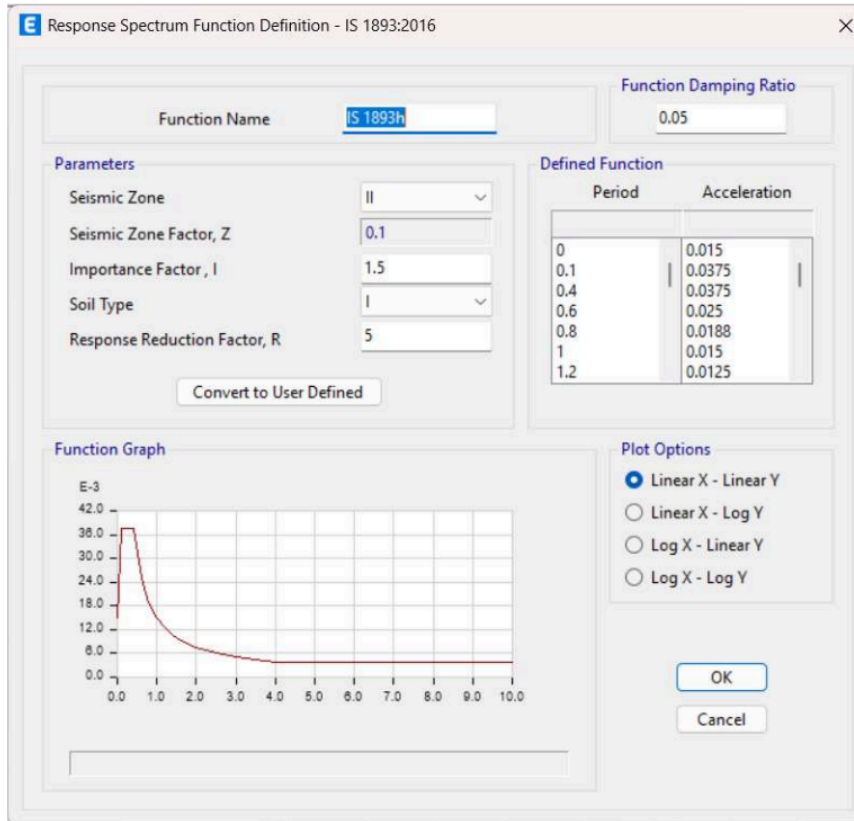 E Response Spectrum Function Definition - IS 1893:2016
Function Name
IS 1893h
Function Damping Ratio
0.05
Parameters
Seismic Zone
II
Seismic Zone Factor, Z
0.1
Importance Factor , I
1.5
Soil Type
I
Response Reduction Factor, R
5
Convert to User Defined
Defined Function
Period Acceleration
0 0.015
0.1 0.0375
0.4 0.0375
0.6 0.025
0.8 0.0188
1 0.015
1.2 0.0125
Function Graph
E-3
42.0
36.0
30.0
24.0
18.0
12.0
6.0
0.0
0.0 1.0 2.0 3.0 4.0 5.0 6.0 7.0 8.0 9.0 10.0
Plot Options
Linear X - Linear Y
Linear X - Log Y
Log X - Linear Y
Log X - Log Y
OK
Cancel